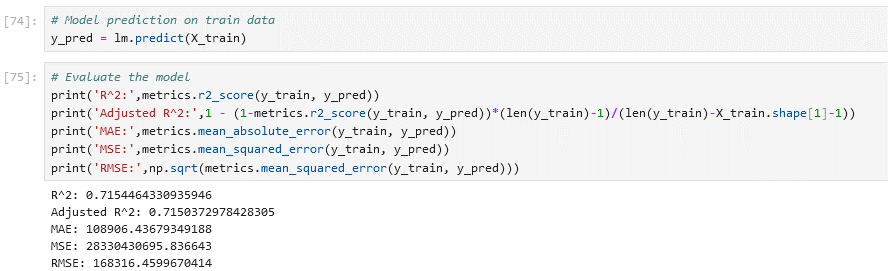 [74]:
# Model prediction on train data
y_pred = lm.predict(X_train)
[75]:
# Evaluate the model
print('R^2:',metrics.r2_score(y_train, y_pred))
print('Adjusted R^2:',1 - (1-metrics.r2_score(y_train, y_pred))*(len(y_train)-1)/(len(y_train)-X_train.shape[1]-1))
print('MAE:',metrics.mean_absolute_error(y_train, y_pred))
print('MSE:',metrics.mean_squared_error(y_train, y_pred))
print('RMSE:',np.sqrt(metrics.mean_squared_error(y_train, y_pred)))
R^2: 0.7154464330935946
Adjusted R^2: 0.7150372978428305
MAE: 108906.43679349188
MSE: 28330430695.836643
RMSE: 168316.4599670414